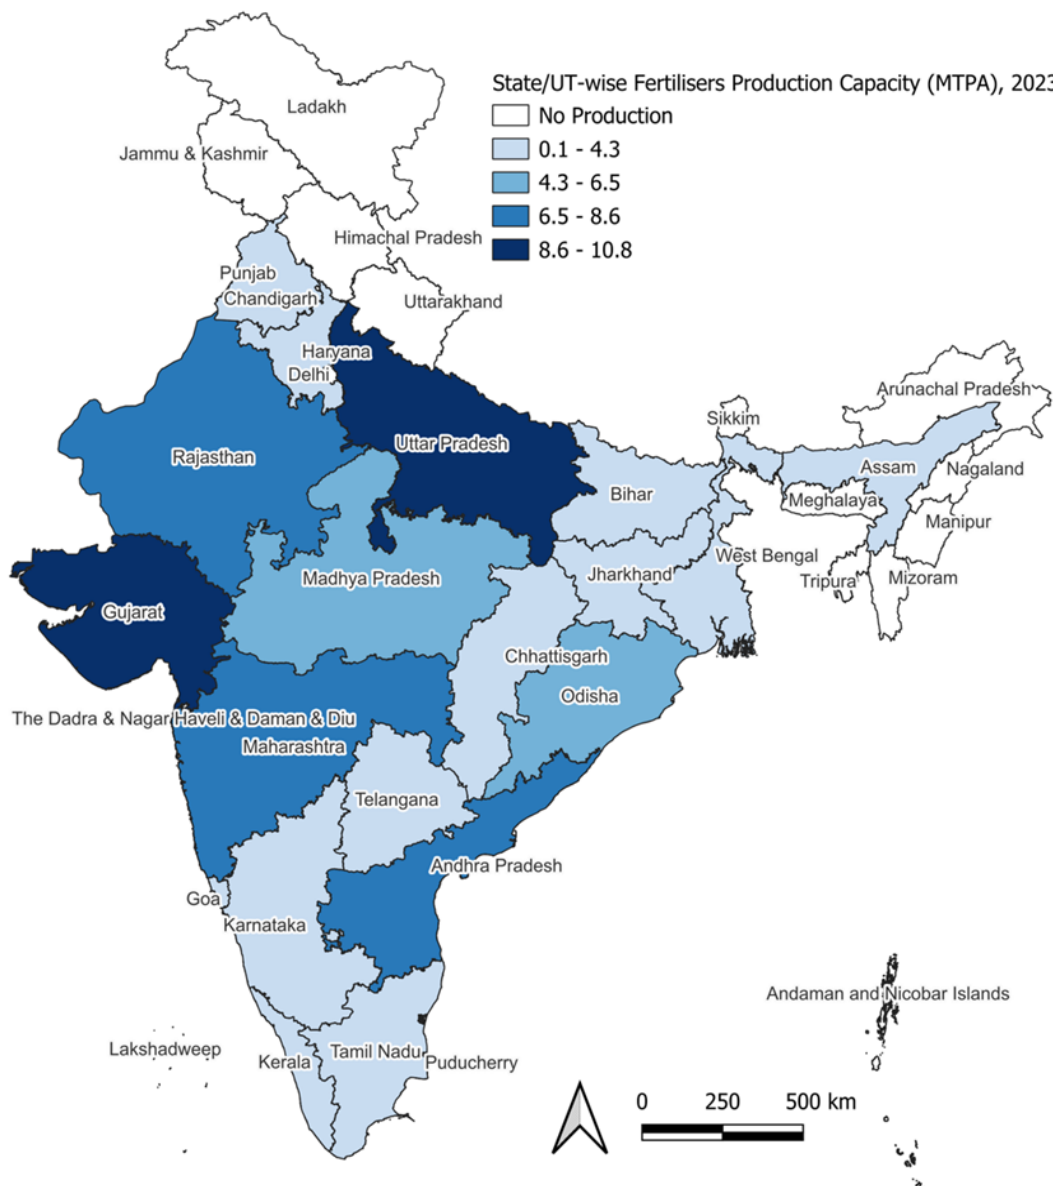 State/UT-wise Fertilisers Production Capacity (MTPA), 2023
No Production
0.1 - 4.3
4.3 - 6.5
6.5 - 8.6
8.6 - 10.8
Ladakh
Jammu & Kashmir
Himachal Pradesh
Punjab
Chandigarh
Uttarakhand
Haryana
Delhi
Arunachal Pradesh
Sikkim
Uttar Pradesh
Rajasthan
Assam
Nagaland
Bihar
Meghalaya
Manipur
West Bengal
Jharkhand
Madhya Pradesh
Tripura
Mizoram
Gujarat
Chhattisgarh
Odisha
The Dadra & Nagar Haveli & Daman & Diu
Maharashtra
Telangana
Andhra Pradesh
Goa
Karnataka
Andaman and Nicobar Islands
Lakshadweep
Kerala
Tamil Nadu
Puducherry
0 250 500 km